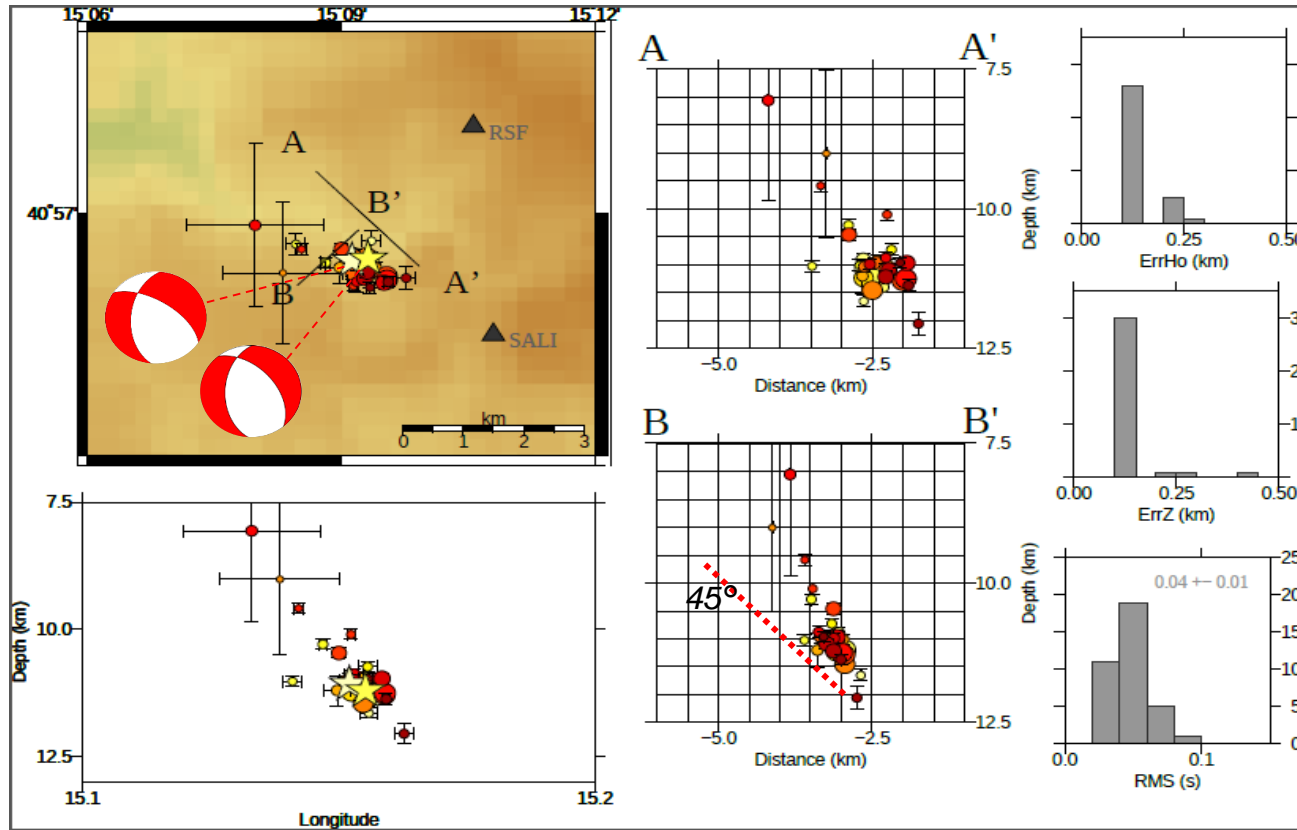 15°06'
15°09'
15°12'
40°57'
A
B'
B
A'
RSF
SALI
km
0
1
2
3
7.5
10.0
12.5
Depth (km)
15.1
15.2
Longitude
A
A'
7.5
10.0
12.5
Depth (km)
−5.0
−2.5
Distance (km)
B
B'
7.5
10.0
12.5
Depth (km)
45°
−5.0
−2.5
Distance (km)
0.00
0.25
0.50
ErrHo (km)
0.00
0.25
0.50
ErrZ (km)
0.04 +− 0.01
25
20
15
10
5
0
0.0
0.1
RMS (s)